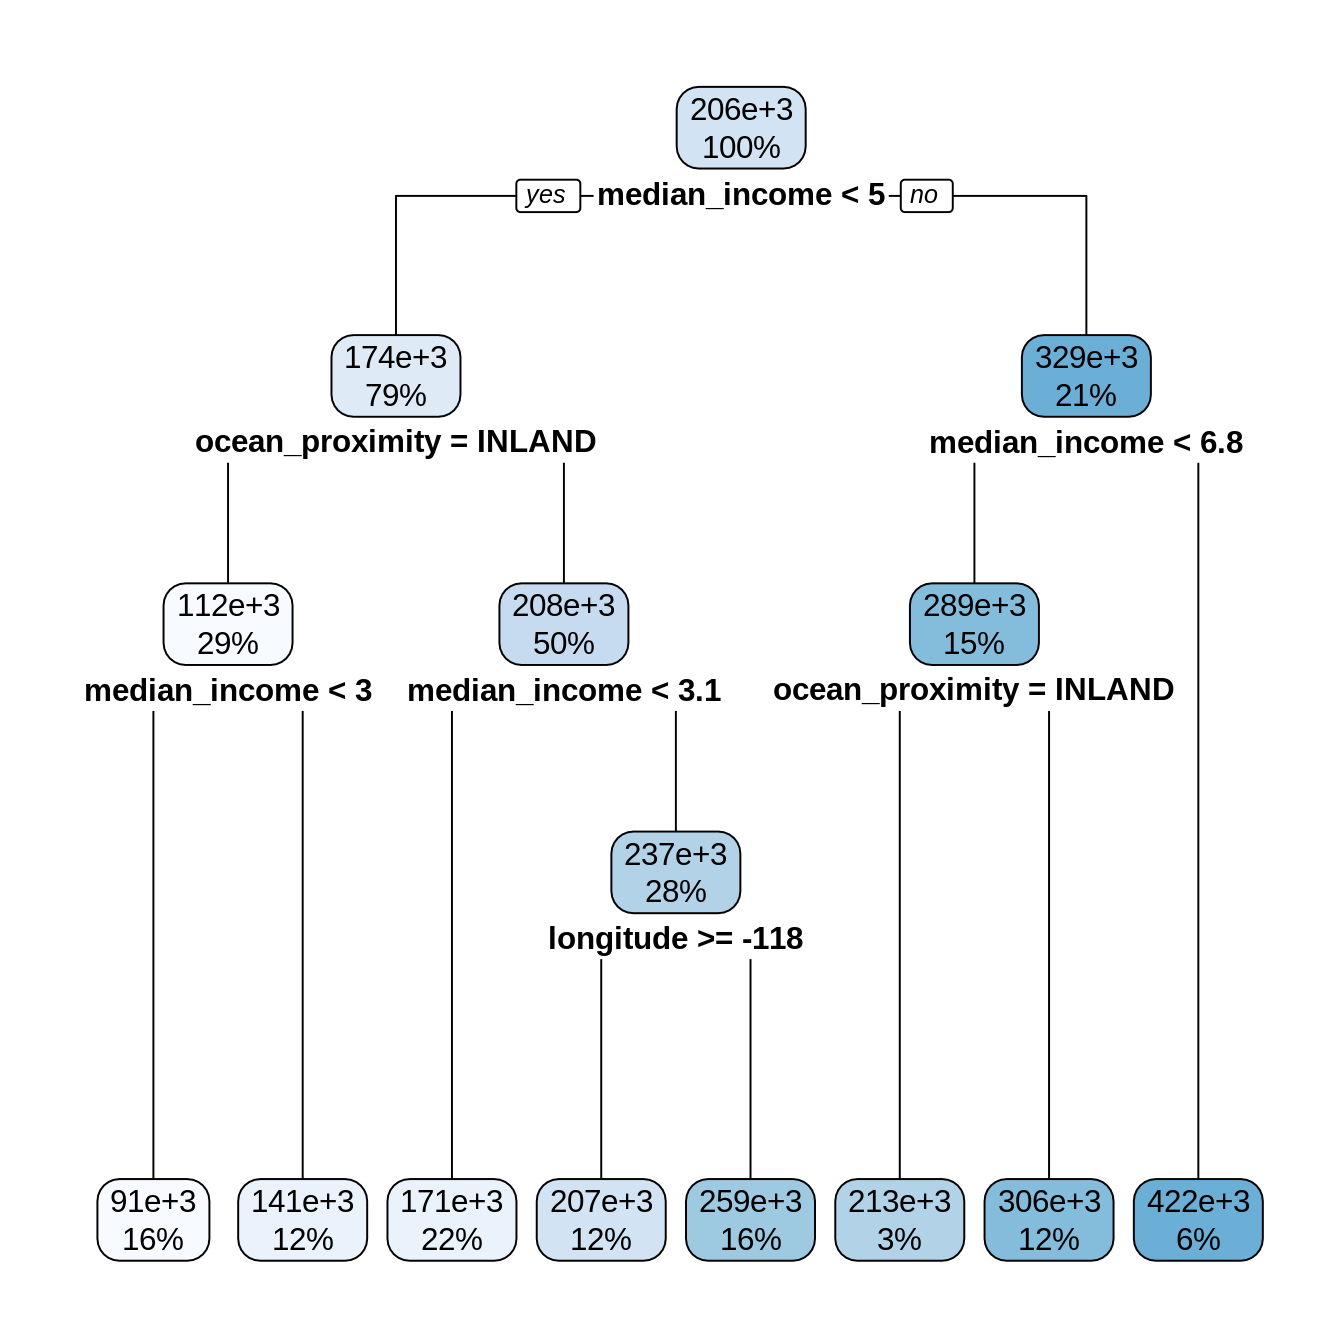 206e+3
100%
yes median_income < 5 no
174e+3
79%
329e+3
21%
ocean_proximity = INLAND
median_income < 6.8
112e+3
29%
208e+3
50%
289e+3
15%
median_income < 3
median_income < 3.1
ocean_proximity = INLAND
237e+3
28%
longitude >= -118
91e+3
16%
141e+3
12%
171e+3
22%
207e+3
12%
259e+3
16%
213e+3
3%
306e+3
12%
422e+3
6%